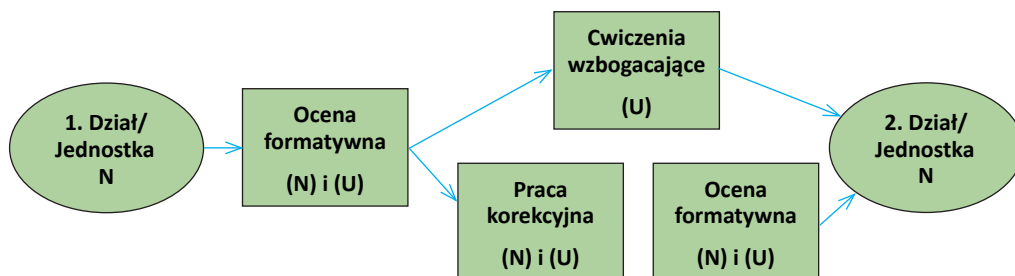 1. Dział/
Jednostka
N
Ocena
formatywna
(N) i (U)
Cwiczenia
wzbogacające
(U)
Praca
korekcyjna
(N) i (U)
Ocena
formatywna
(N) i (U)
2. Dział/
Jednostka
N